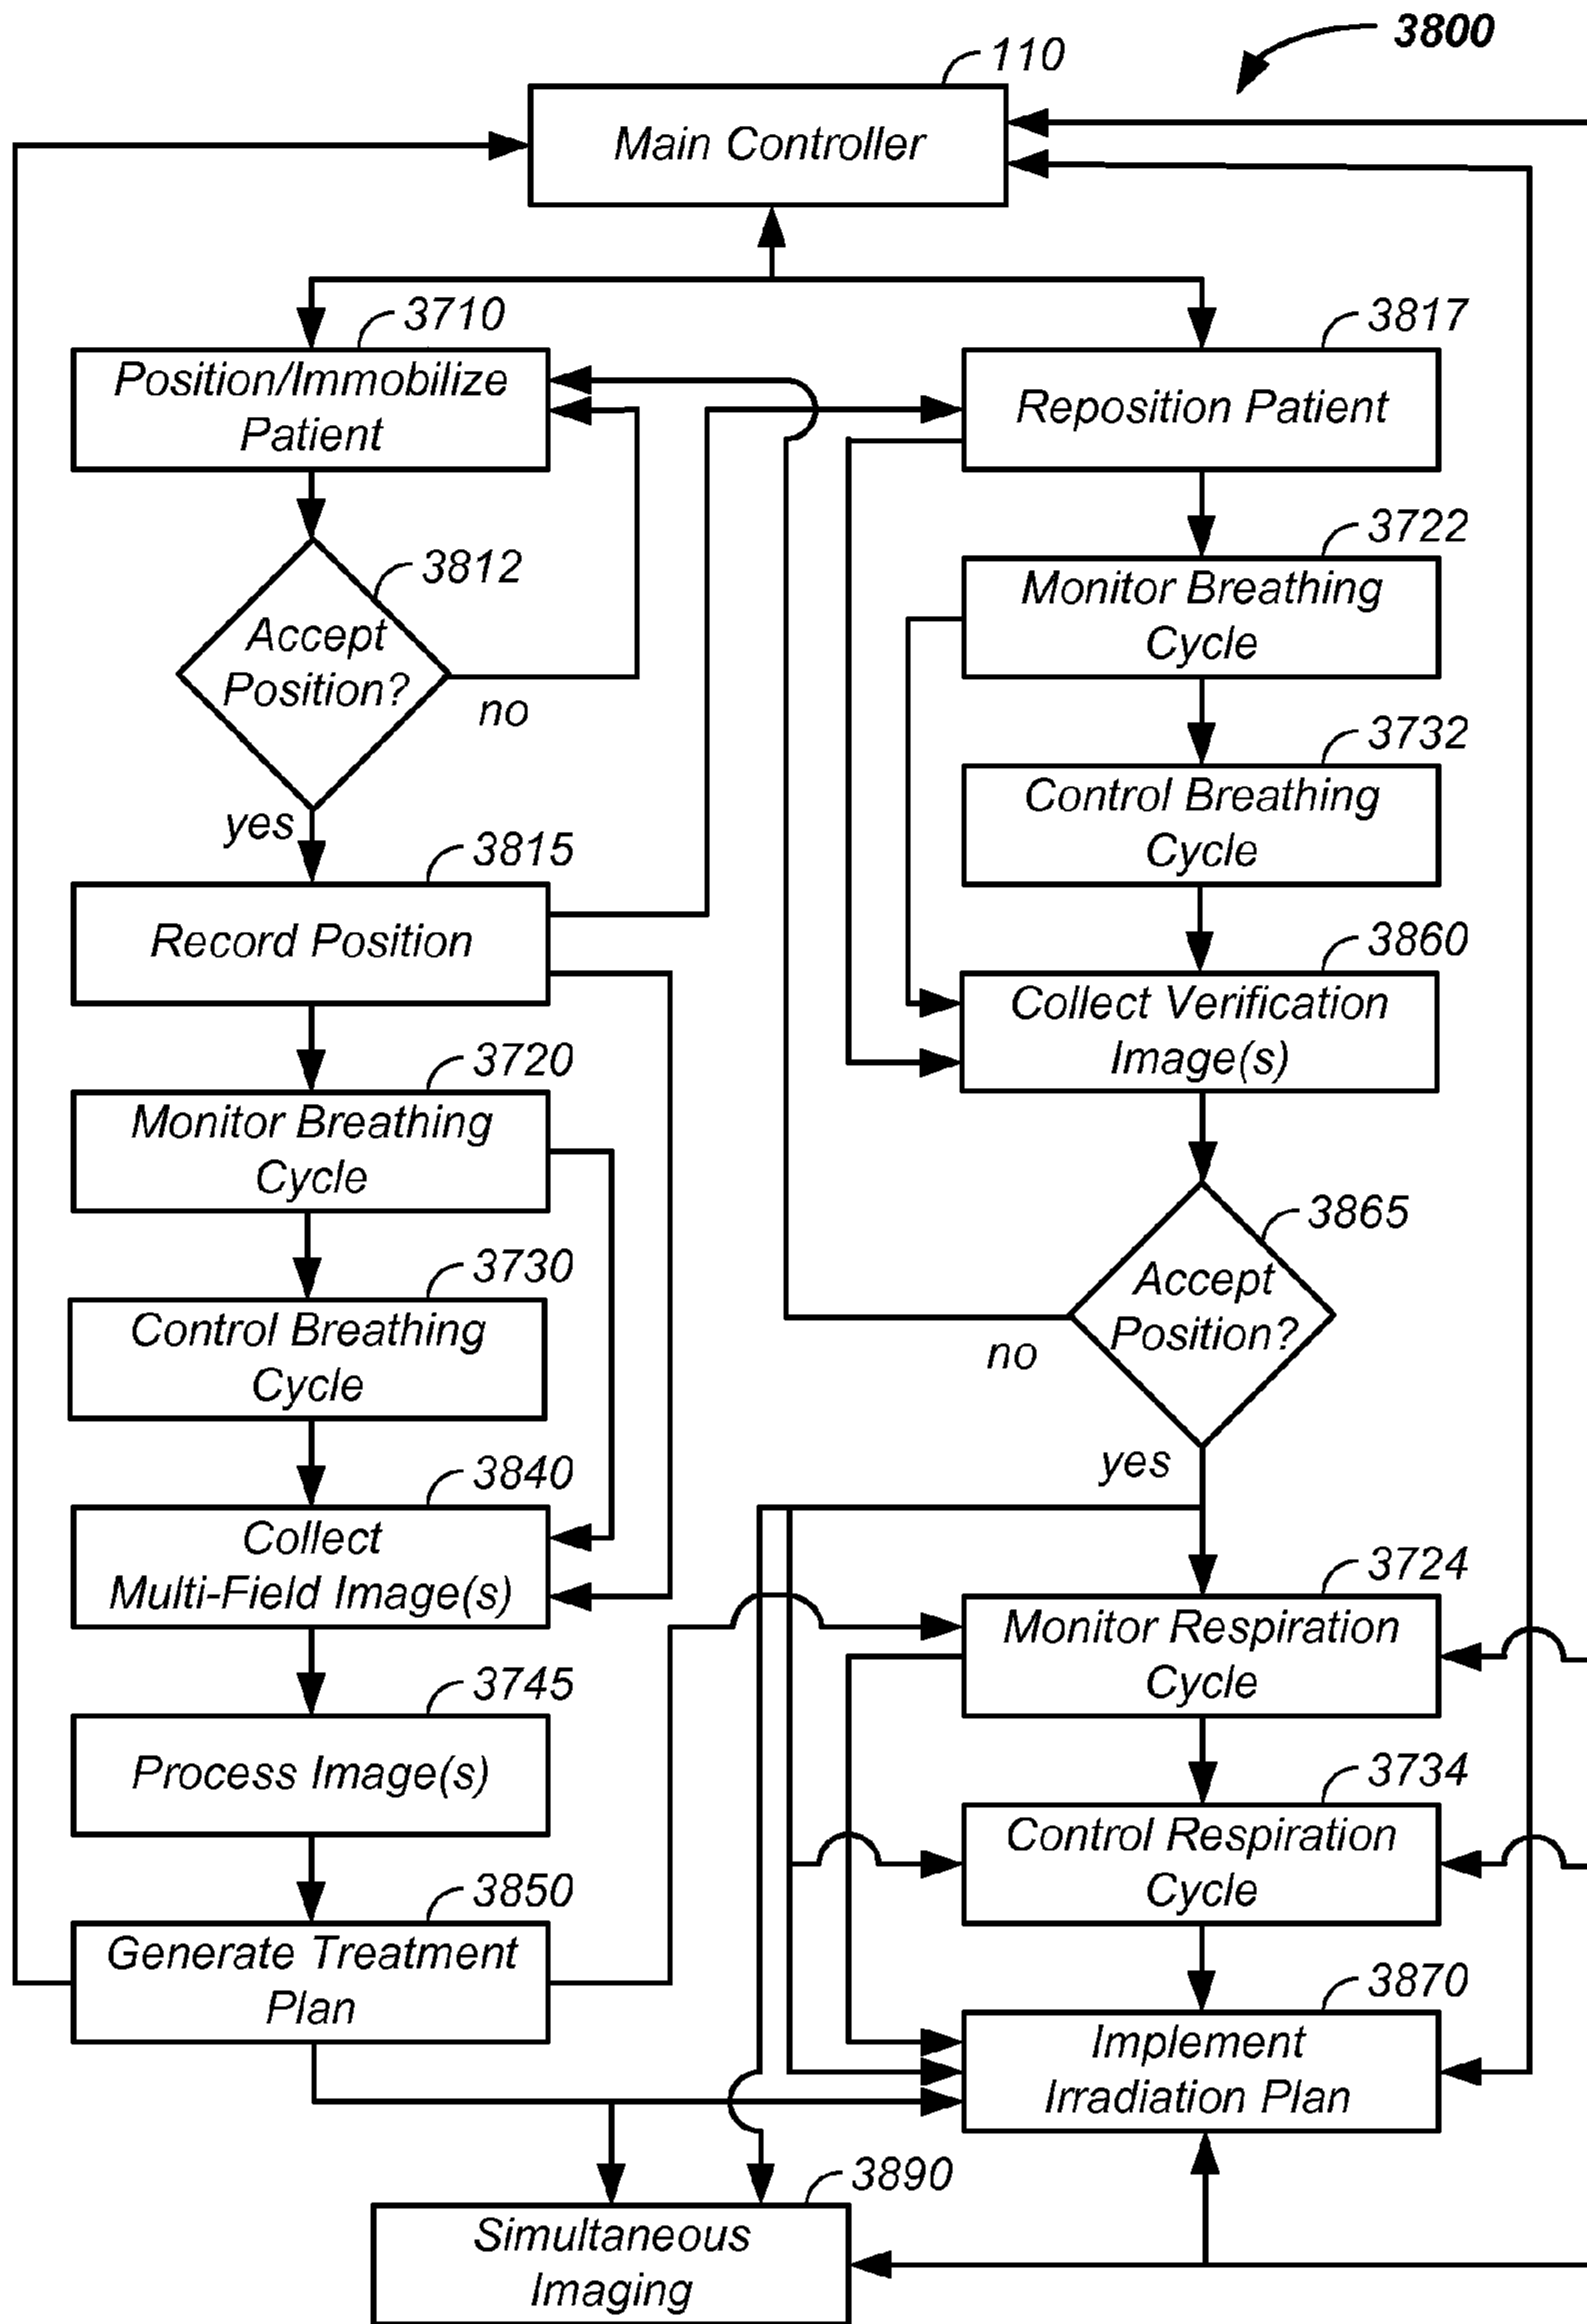 3800
110
Main Controller
3710
Position/Immobilize
Patient
3817
Reposition Patient
3812
Accept
Position?
no
yes
3722
Monitor Breathing
Cycle
3732
Control Breathing
Cycle
3815
Record Position
3860
Collect Verification
Image(s)
3720
Monitor Breathing
Cycle
3865
Accept
Position?
no
yes
3730
Control Breathing
Cycle
3840
Collect
Multi-Field Image(s)
3724
Monitor Respiration
Cycle
3745
Process Image(s)
3734
Control Respiration
Cycle
3850
Generate Treatment
Plan
3870
Implement
Irradiation Plan
3890
Simultaneous
Imaging